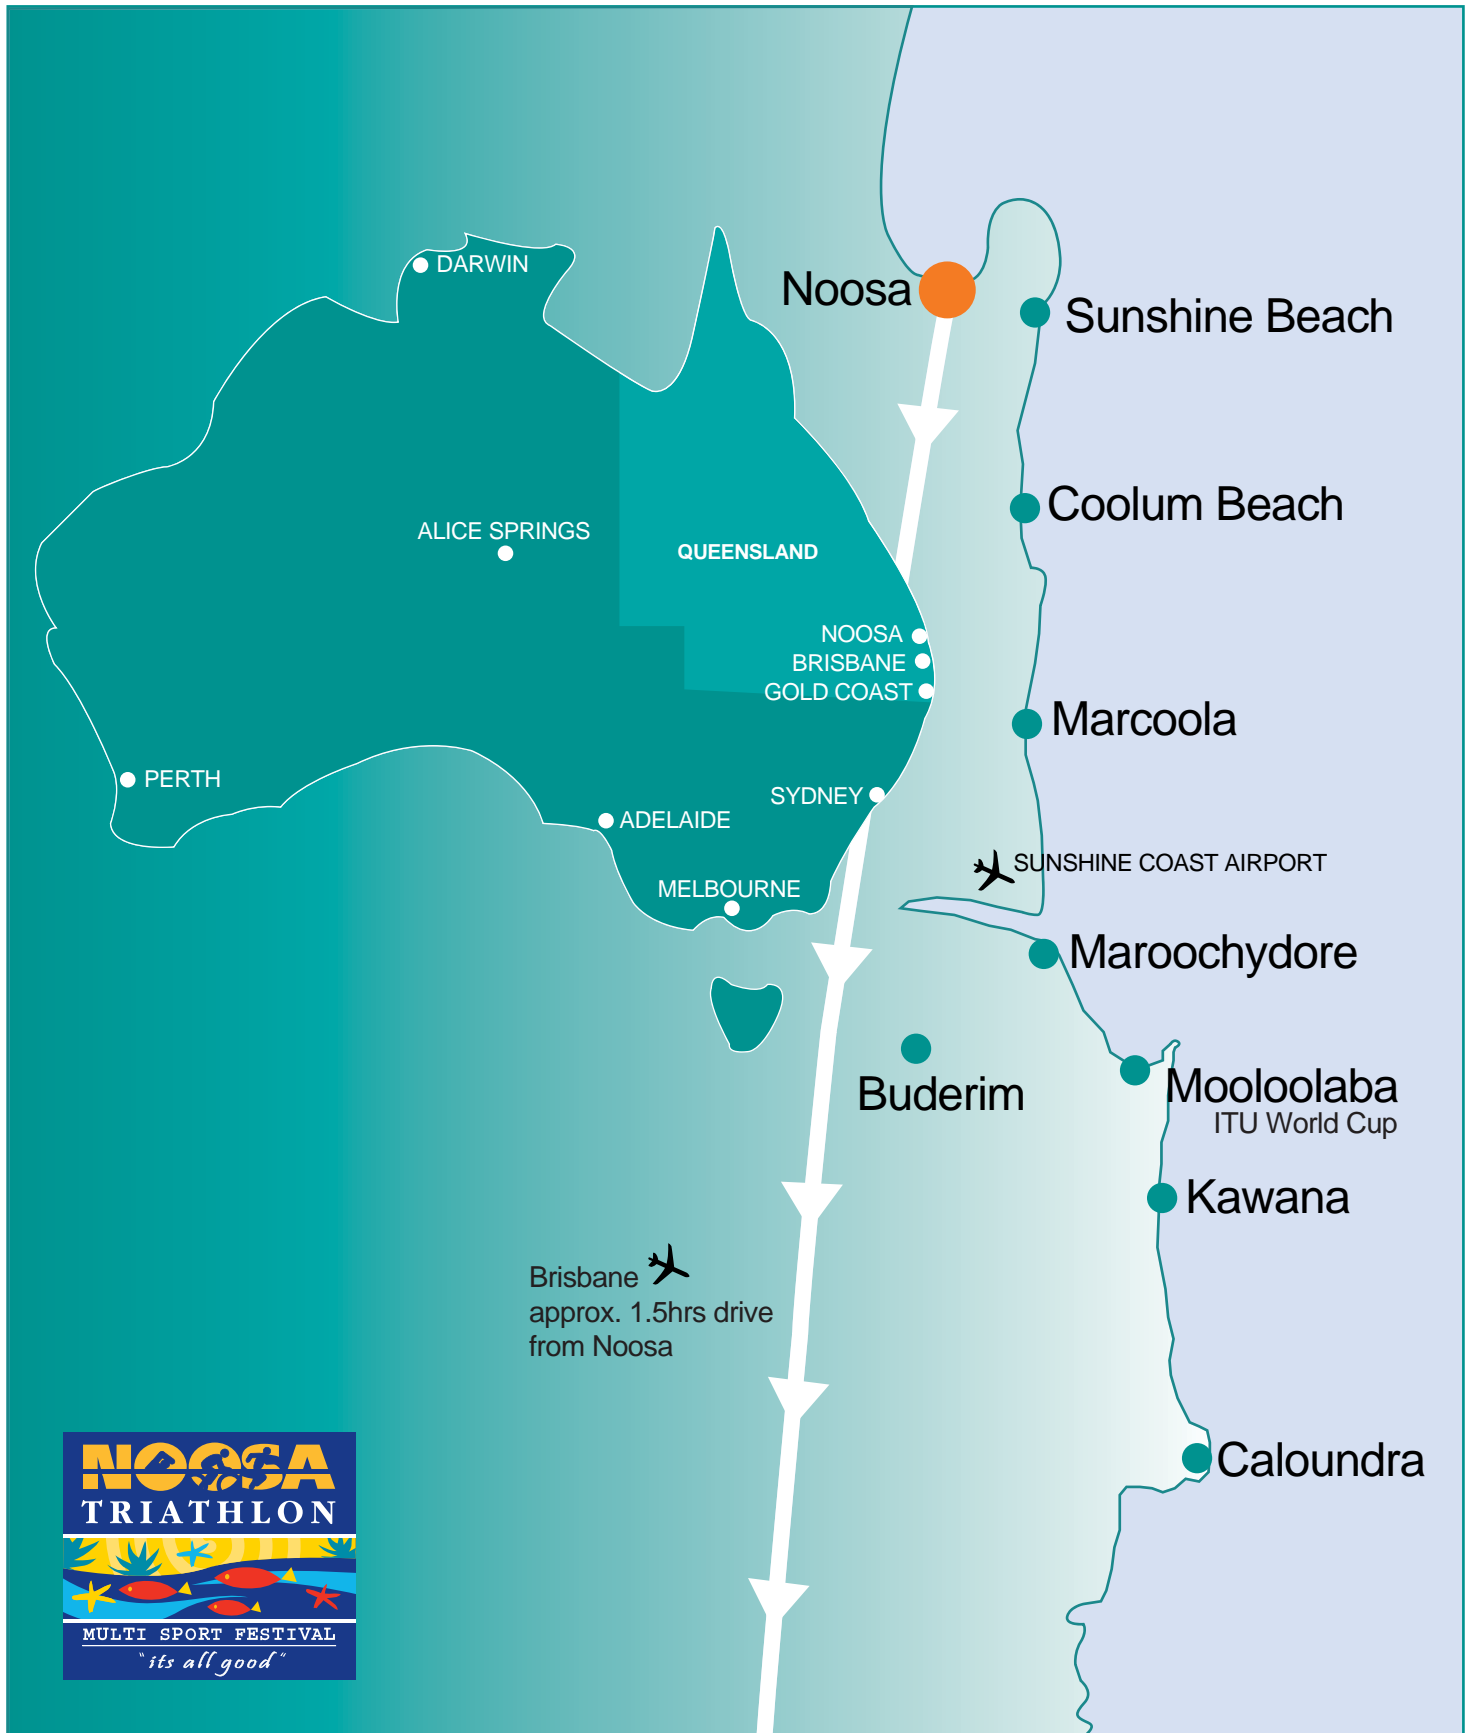 DARWIN
Noosa
Sunshine Beach
Coolum Beach
ALICE SPRINGS
QUEENSLAND
NOOSA
BRISBANE
GOLD COAST
Marcoola
PERTH
SYDNEY
ADELAIDE
SUNSHINE COAST AIRPORT
MELBOURNE
Maroochydore
Buderim
Mooloolaba
ITU World Cup
Kawana
Brisbane
approx. 1.5hrs drive
from Noosa
Caloundra
NOOSA
TRIATHLON
MULTI SPORT FESTIVAL
"its all good"